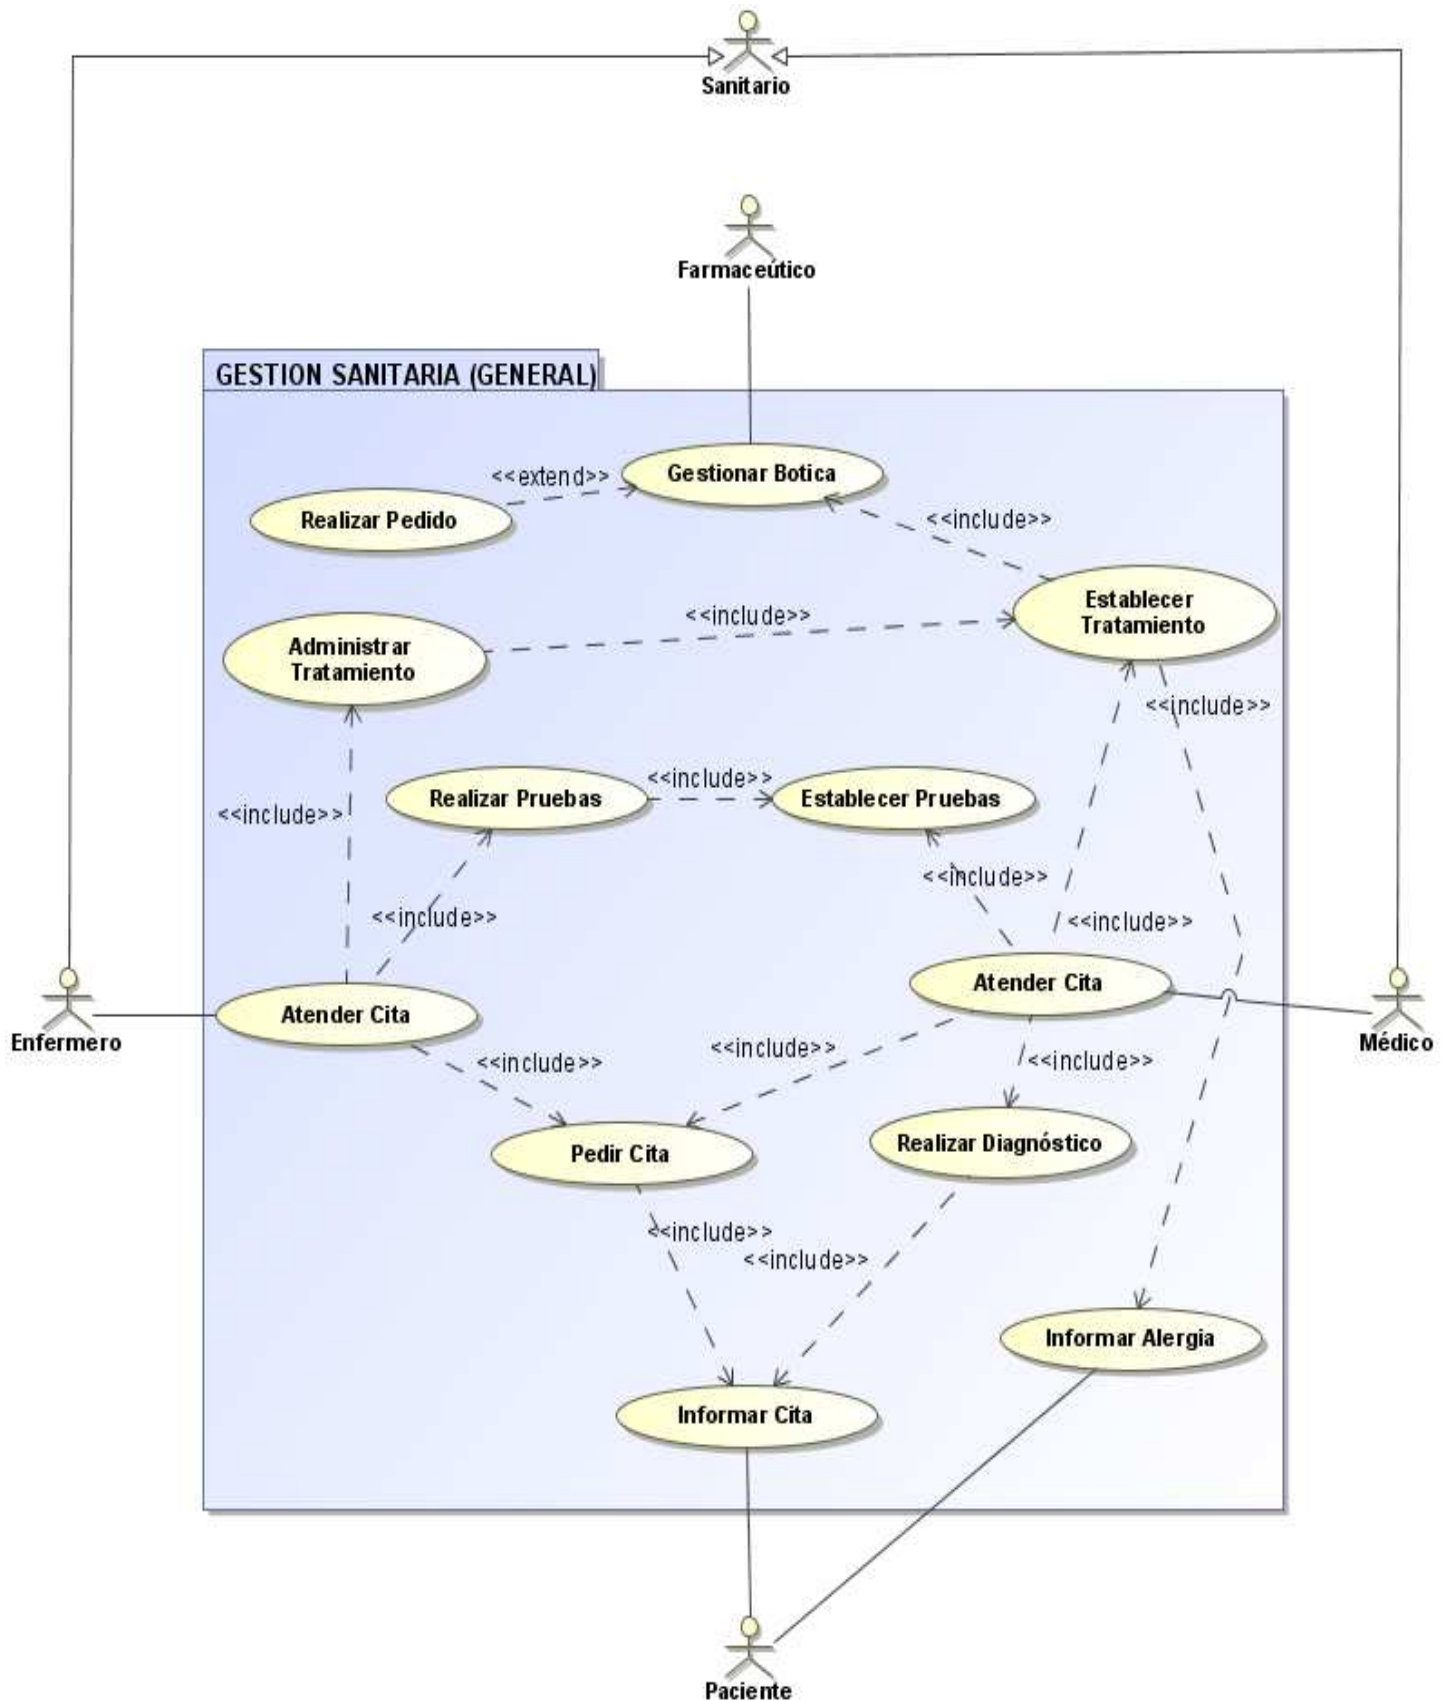 Sanitario
Farmaceútico
GESTION SANITARIA (GENERAL)
Gestionar Botica
<<extend>>
Realizar Pedido
<<include>>
Establecer
Tratamiento
<<include>>
Administrar
Tratamiento
<<include>>
<<include>>
Realizar Pruebas
Establecer Pruebas
<<include>>
<<include>>
<<include>>
<<include>>
Atender Cita
Atender Cita
Enfermero
Médico
<<include>>
<<include>>
<<include>>
Pedir Cita
Realizar Diagnóstico
<<include>>
<<include>>
Informar Alergia
Informar Cita
Paciente